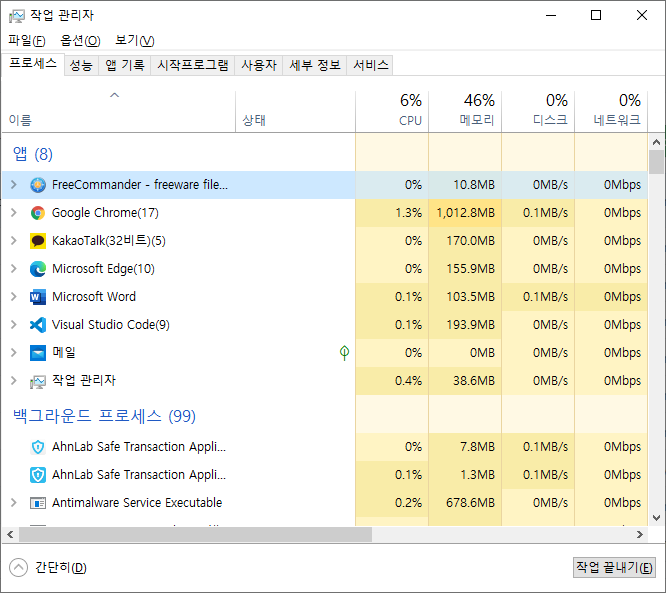 작업 관리자
파일(F) 옵션(O) 보기(V)
프로세스 성능 앱 기록 시작프로그램 사용자 세부 정보 서비스
6% 46% 0% 0%
이름 상태 CPU 메모리 디스크 네트워크
앱 (8)
FreeCommander - freeware file... 0% 10.8MB 0MB/s 0Mbps
Google Chrome(17) 1.3% 1,012.8MB 0.1MB/s 0Mbps
KakaoTalk(32비트)(5) 0% 170.0MB 0MB/s 0Mbps
Microsoft Edge(10) 0% 155.9MB 0MB/s 0Mbps
Microsoft Word 0.1% 103.5MB 0.1MB/s 0Mbps
Visual Studio Code(9) 0.1% 193.9MB 0MB/s 0Mbps
메일 0% 0MB 0MB/s 0Mbps
작업 관리자 0.4% 38.6MB 0MB/s 0Mbps
백그라운드 프로세스 (99)
AhnLab Safe Transaction Appli... 0% 7.8MB 0.1MB/s 0Mbps
AhnLab Safe Transaction Appli... 0.1% 1.3MB 0.1MB/s 0Mbps
Antimalware Service Executable 0.2% 678.6MB 0MB/s 0Mbps
간단히(D) 작업 끝내기(E)